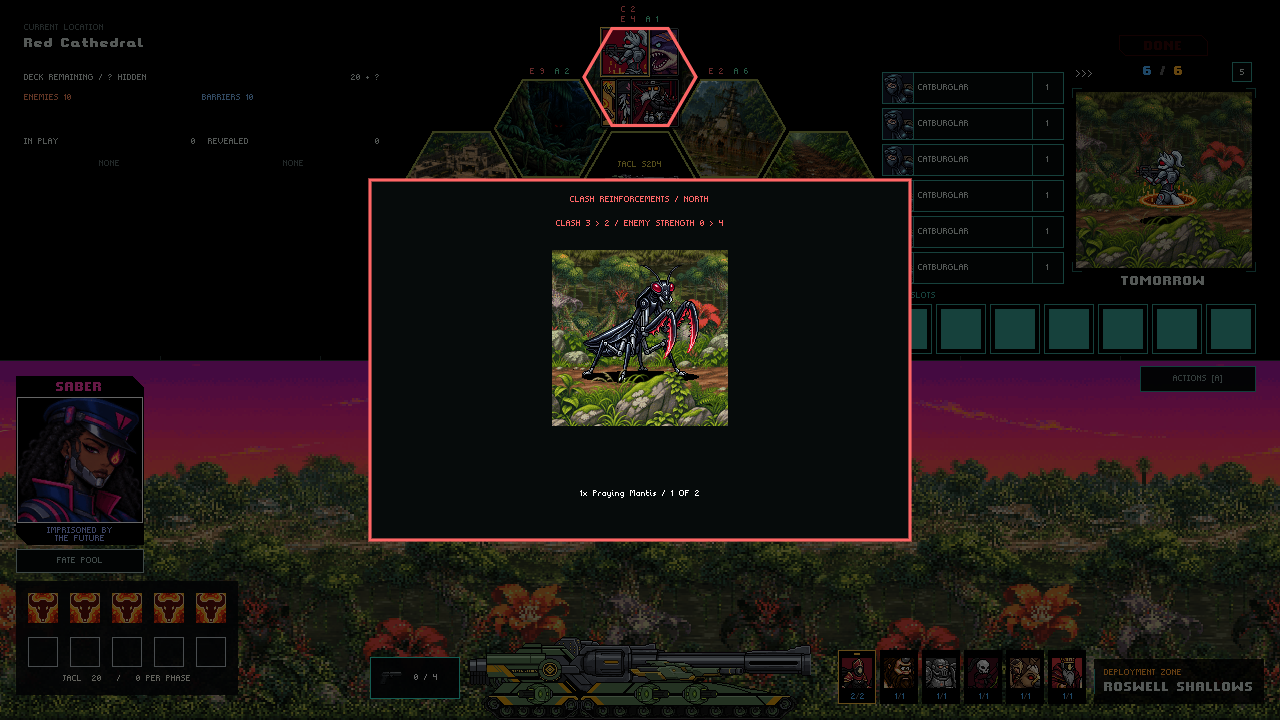 CURRENT LOCATION
Red Cathedral
DECK REMAINING / ? HIDDEN
20 + ?
ENEMIES 10
BARRIERS 10
IN PLAY
0
REVEALED
0
NONE
NONE
C 2
E 4 A 1
E 3 A 2
E 2 A 6
JACL S2D4
CATBURGLAR 1
CATBURGLAR 1
CATBURGLAR 1
CATBURGLAR 1
CATBURGLAR 1
CATBURGLAR 1
SLOTS
>>>
6 / 6
5
TOMORROW
CLASH REINFORCEMENTS / NORTH
CLASH 3 > 2 / ENEMY STRENGTH 0 > 4
1x Praying Mantis / 1 OF 2
ACTIONS [A]
SABER
IMPRISONED BY
THE FUTURE
FATE POOL
JACL 20 / 0 PER PHASE
0 / 4
2/2
1/1
1/1
1/1
1/1
1/1
DEPLOYMENT ZONE
ROSWELL SHALLOWS